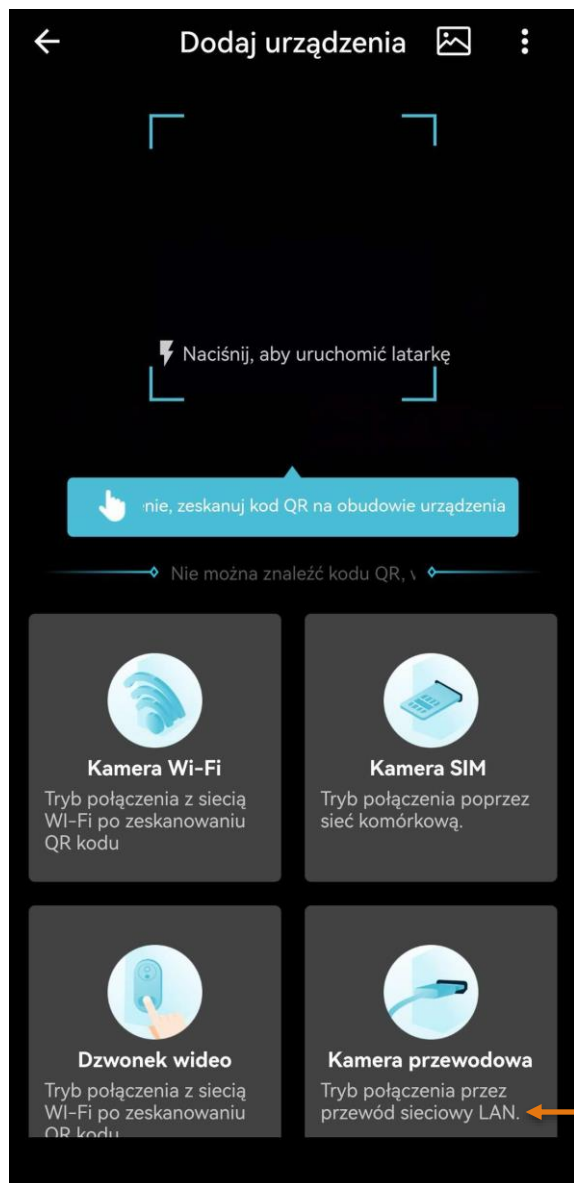 Dodaj urządzenia
Naciśnij, aby uruchomić latarkę
zeskanuj kod QR na obudowie urządzenia
Nie można znaleźć kodu QR,
Kamera Wi-Fi
Tryb połączenia z siecią
WI-Fi po zeskanowaniu
QR kodu
Kamera SIM
Tryb połączenia poprzez
sieć komórkową.
Dzwonek wideo
Tryb połączenia z siecią
WI-Fi po zeskanowaniu
QR kodu
Kamera przewodowa
Tryb połączenia przez
przewód sieciowy LAN.